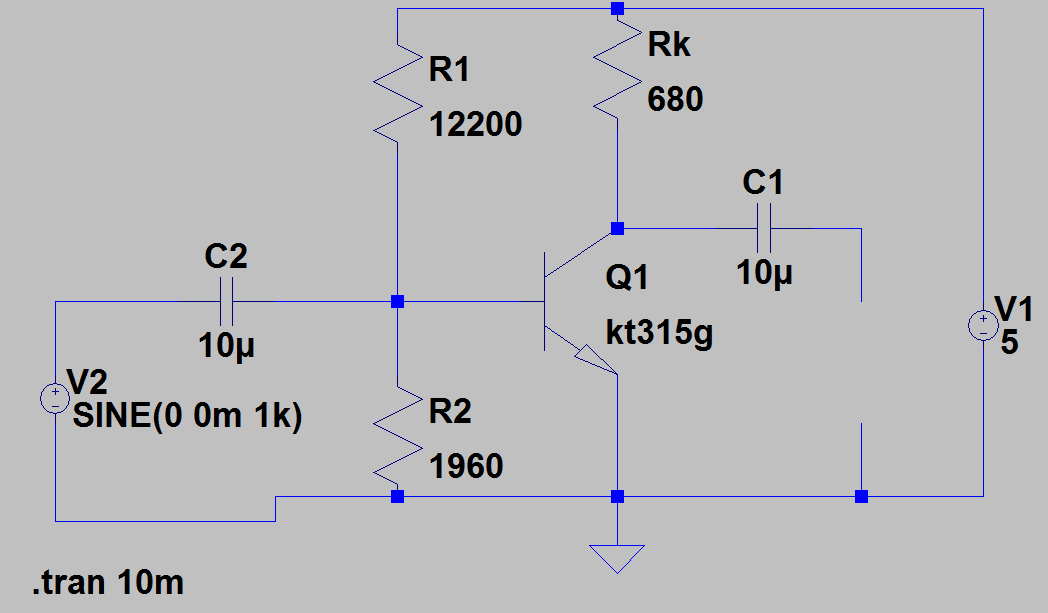 R1
12200
Rk
680
C1
10µ
C2
10µ
Q1
kt315g
V1
5
V2
SINE(0 0m 1k)
R2
1960
.tran 10m